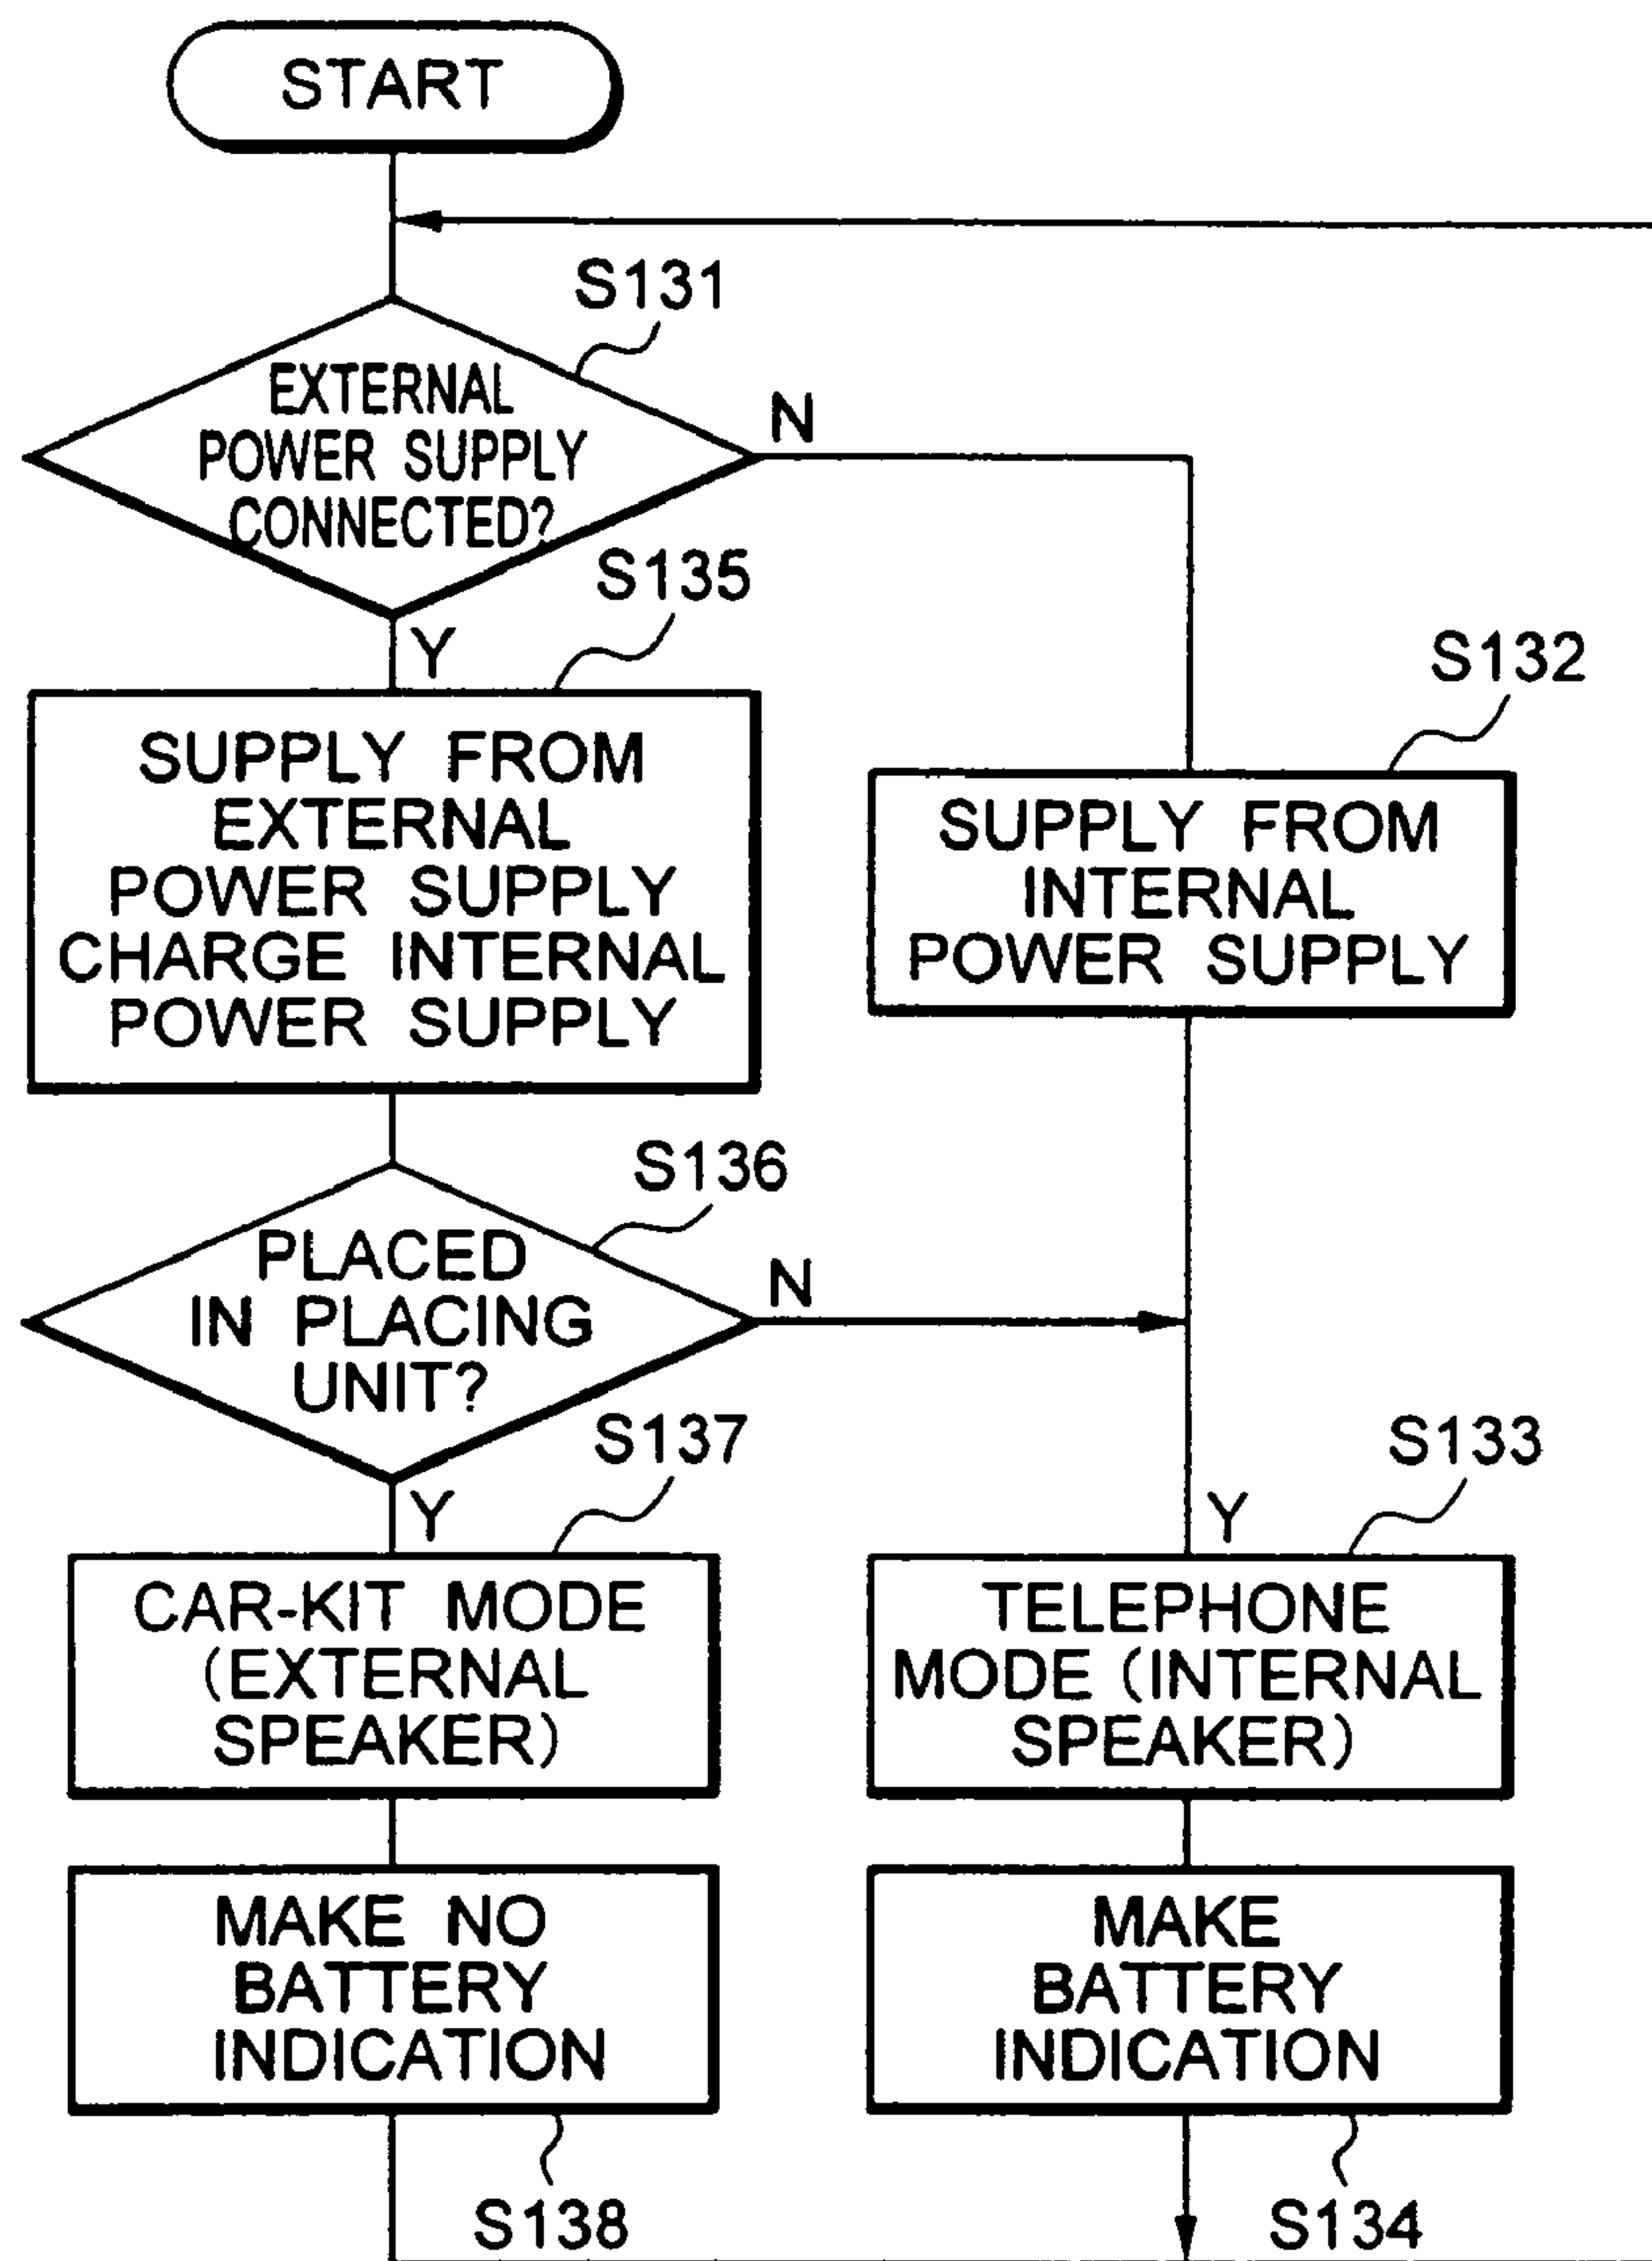 START
S131
EXTERNAL
POWER SUPPLY
CONNECTED?
N
Y
S135
SUPPLY FROM
EXTERNAL
POWER SUPPLY
CHARGE INTERNAL
POWER SUPPLY
S132
SUPPLY FROM
INTERNAL
POWER SUPPLY
S136
PLACED
IN PLACING
UNIT?
N
Y
S137
CAR-KIT MODE
(EXTERNAL
SPEAKER)
Y
S133
TELEPHONE
MODE (INTERNAL
SPEAKER)
MAKE NO
BATTERY
INDICATION
S138
MAKE
BATTERY
INDICATION
S134